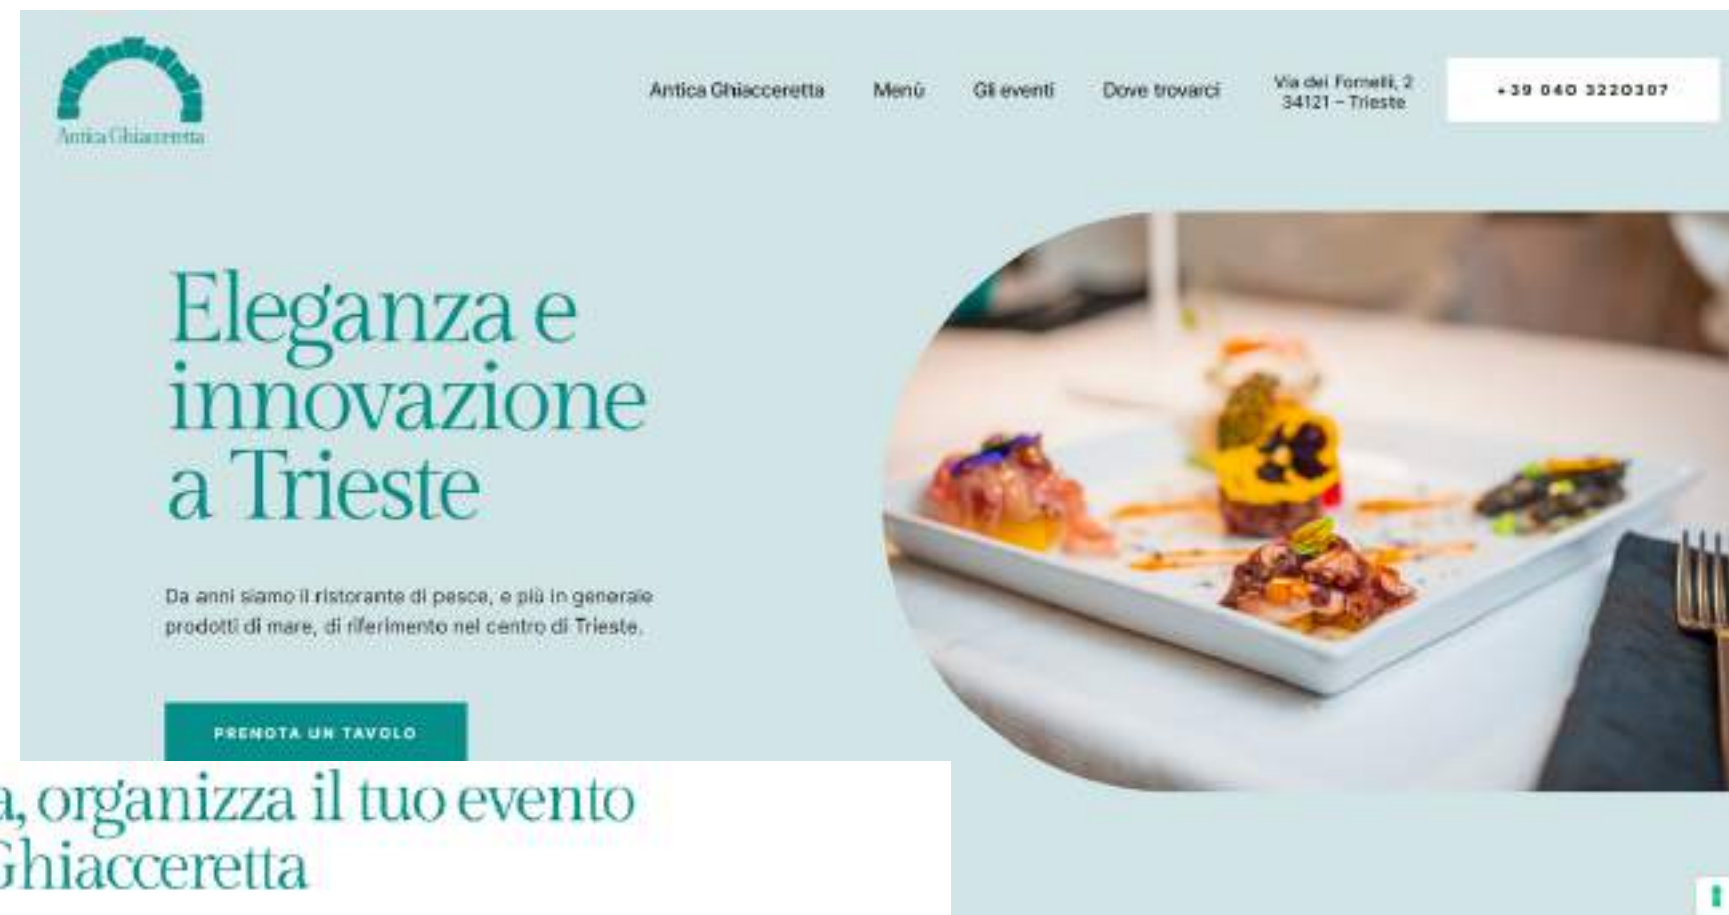 Antica Ghiacceretta
Antica Ghiacceretta
Menù
Gli eventi
Dove trovarci
Via dei Fornelli, 2
34121 – Trieste
+39 040 3220307
Eleganza e
innovazione
a Trieste
Da anni siamo il ristorante di pesce, e più in generale
prodotti di mare, di riferimento nel centro di Trieste.
PRENOTA UN TAVOLO
a, organizza il tuo evento
Ghiacceretta